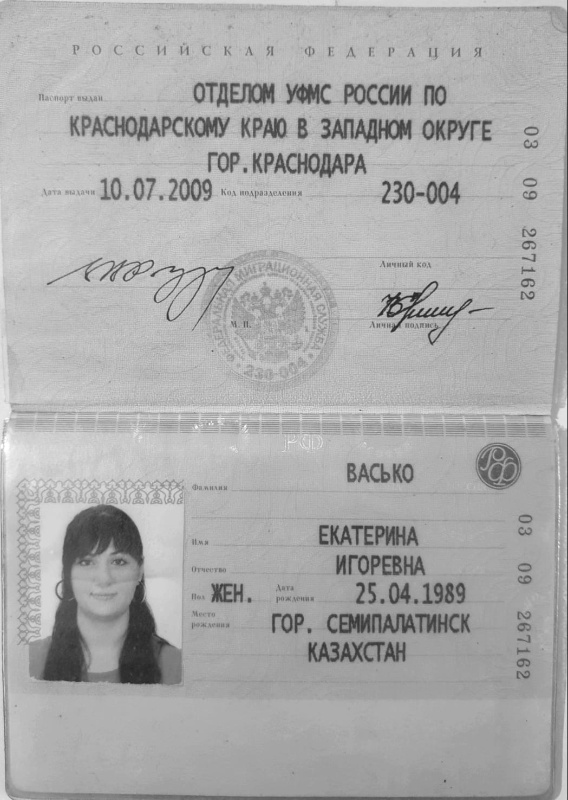 РОССИЙСКАЯ ФЕДЕРАЦИЯ
Паспорт выдан ОТДЕЛОМ УФМС РОССИИ ПО
КРАСНОДАРСКОМУ КРАЮ В ЗАПАДНОМ ОКРУГЕ
ГОР.КРАСНОДАРА
Дата выдачи 10.07.2009 Код подразделения 230-004
03 09 267162
Личный код
М. П.
Личная подпись
ФЕДЕРАЛЬНАЯ МИГРАЦИОННАЯ СЛУЖБА
230-004
РФ
Фамилия ВАСЬКО
Имя ЕКАТЕРИНА
Отчество ИГОРЕВНА
Пол ЖЕН. Дата рождения 25.04.1989
Место рождения ГОР. СЕМИПАЛАТИНСК
КАЗАХСТАН
03 09 267162